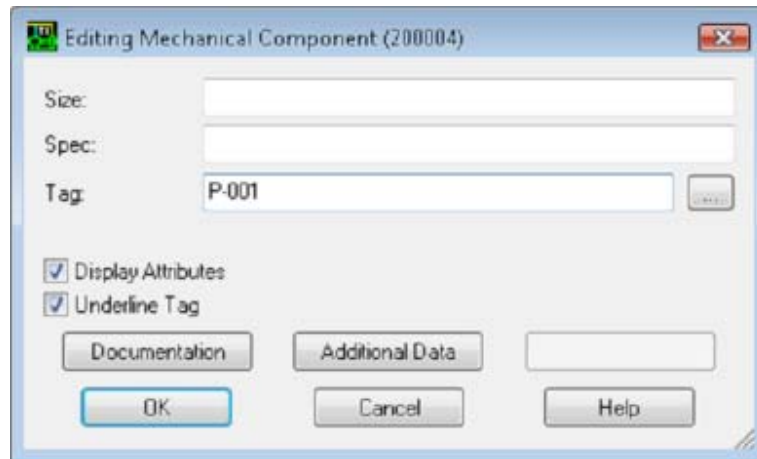 Editing Mechanical Component (200004)
Size:
Spec:
Tag: P-001 ...
Display Attributes
Underline Tag
Documentation Additional Data
OK Cancel Help